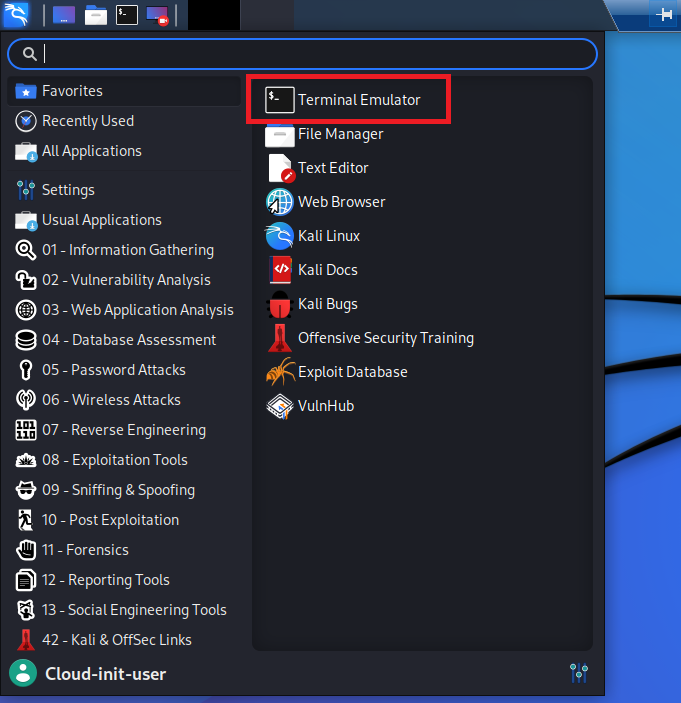 Favorites
Recently Used
All Applications
Settings
Usual Applications
01 - Information Gathering
02 - Vulnerability Analysis
03 - Web Application Analysis
04 - Database Assessment
05 - Password Attacks
06 - Wireless Attacks
07 - Reverse Engineering
08 - Exploitation Tools
09 - Sniffing & Spoofing
10 - Post Exploitation
11 - Forensics
12 - Reporting Tools
13 - Social Engineering Tools
42 - Kali & OffSec Links
Terminal Emulator
File Manager
Text Editor
Web Browser
Kali Linux
Kali Docs
Kali Bugs
Offensive Security Training
Exploit Database
VulnHub
Cloud-init-user